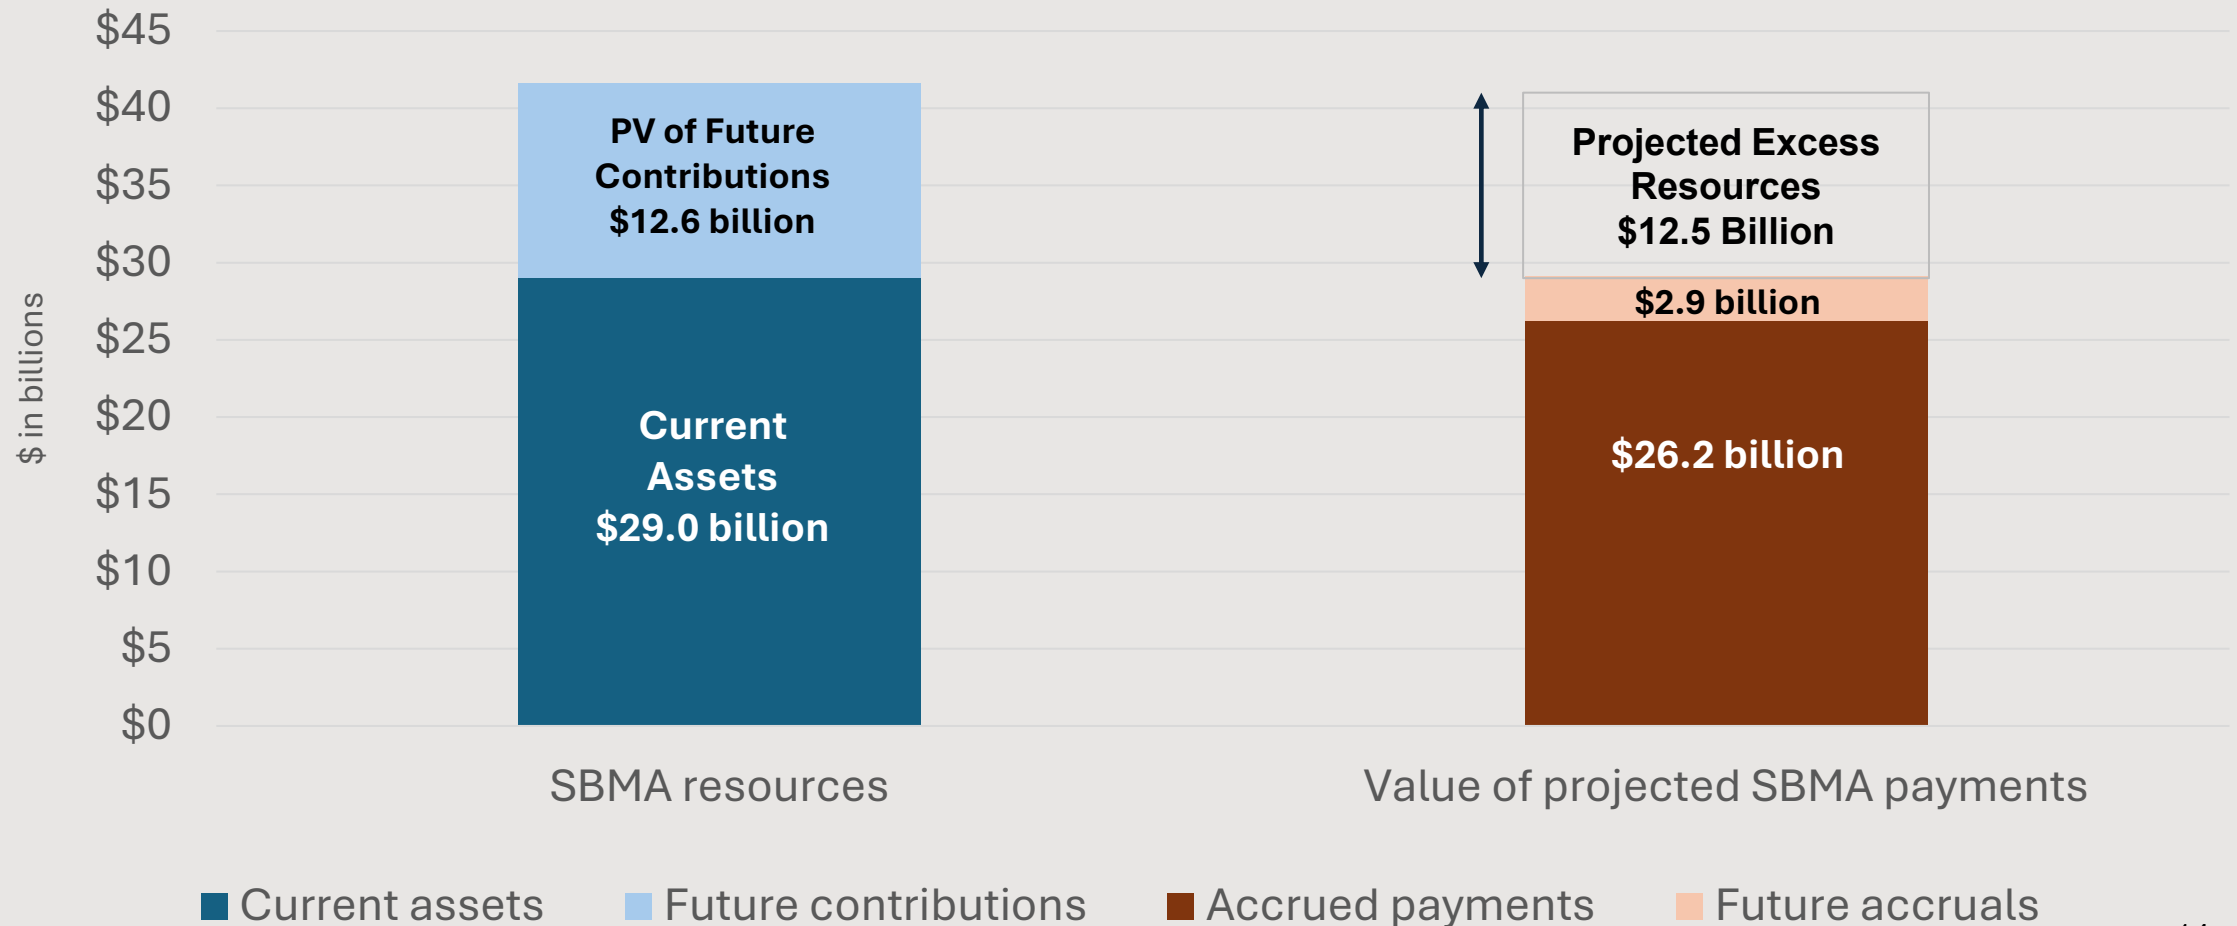 $45
$40
$35
$30
$25
$20
$15
$10
$5
$0
$ in billions
PV of Future
Contributions
$12.6 billion
Current
Assets
$29.0 billion
Projected Excess
Resources
$12.5 Billion
$2.9 billion
$26.2 billion
SBMA resources
Value of projected SBMA payments
Current assets
Future contributions
Accrued payments
Future accruals